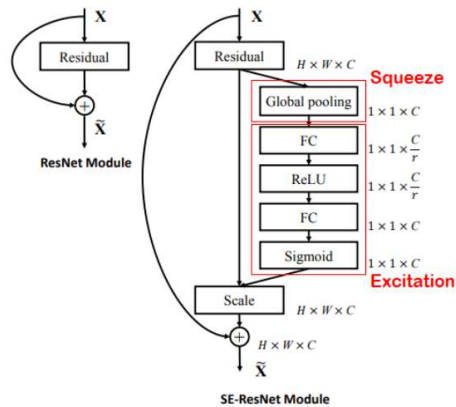 X
Residual
+
X̃
ResNet Module
X
Residual
H × W × C
Squeeze
Global pooling
1 × 1 × C
FC
1 × 1 × C/r
ReLU
1 × 1 × C/r
FC
1 × 1 × C
Sigmoid
1 × 1 × C
Excitation
Scale
H × W × C
+
H × W × C
X̃
SE-ResNet Module